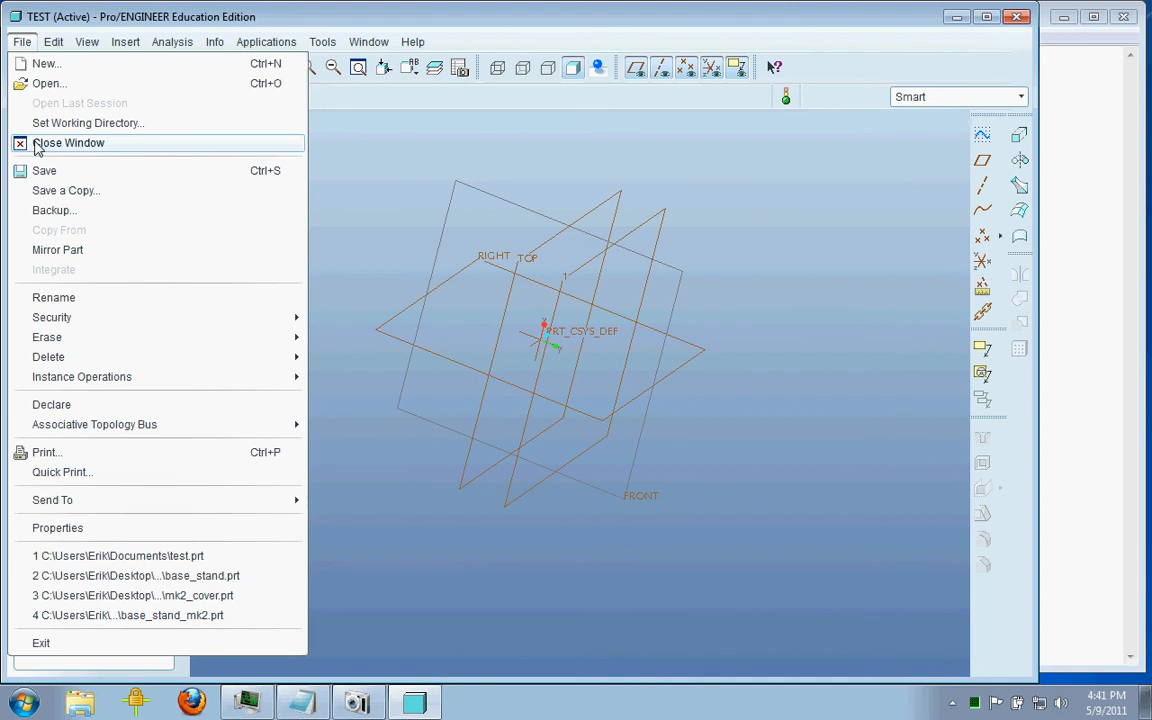 TEST (Active) - Pro/ENGINEER Education Edition
File Edit View Insert Analysis Info Applications Tools Window Help
New... Ctrl+N
Open... Ctrl+O
Open Last Session
Smart
Set Working Directory...
Close Window
Save Ctrl+S
Save a Copy...
Backup...
Copy From
Mirror Part
Integrate
Rename
Security
Erase
Delete
Instance Operations
Declare
Associative Topology Bus
Print... Ctrl+P
Quick Print...
Send To
Properties
1 C:\Users\Erik\Documents\test.prt
2 C:\Users\Erik\Desktop\...\base_stand.prt
3 C:\Users\Erik\Desktop\...\mk2_cover.prt
4 C:\Users\Erik\...\base_stand_mk2.prt
Exit
RIGHT TOP
1
PRT_CSYS_DEF
FRONT
4:41 PM
5/9/2011